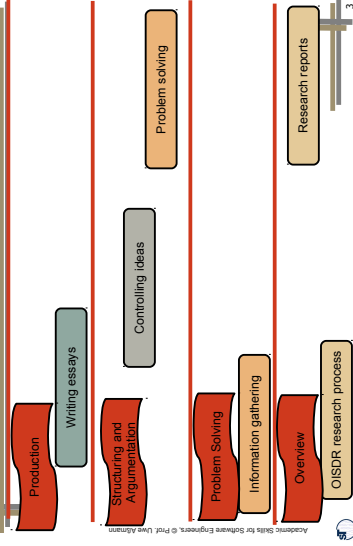 Production
Writing essays
Structuring and
Argumentation
Controlling ideas
Problem solving
Problem Solving
Information gathering
Overview
OISDR research process
Research reports
Academic Skills for Software Engineers, © Prof. Uwe Aßmann
3